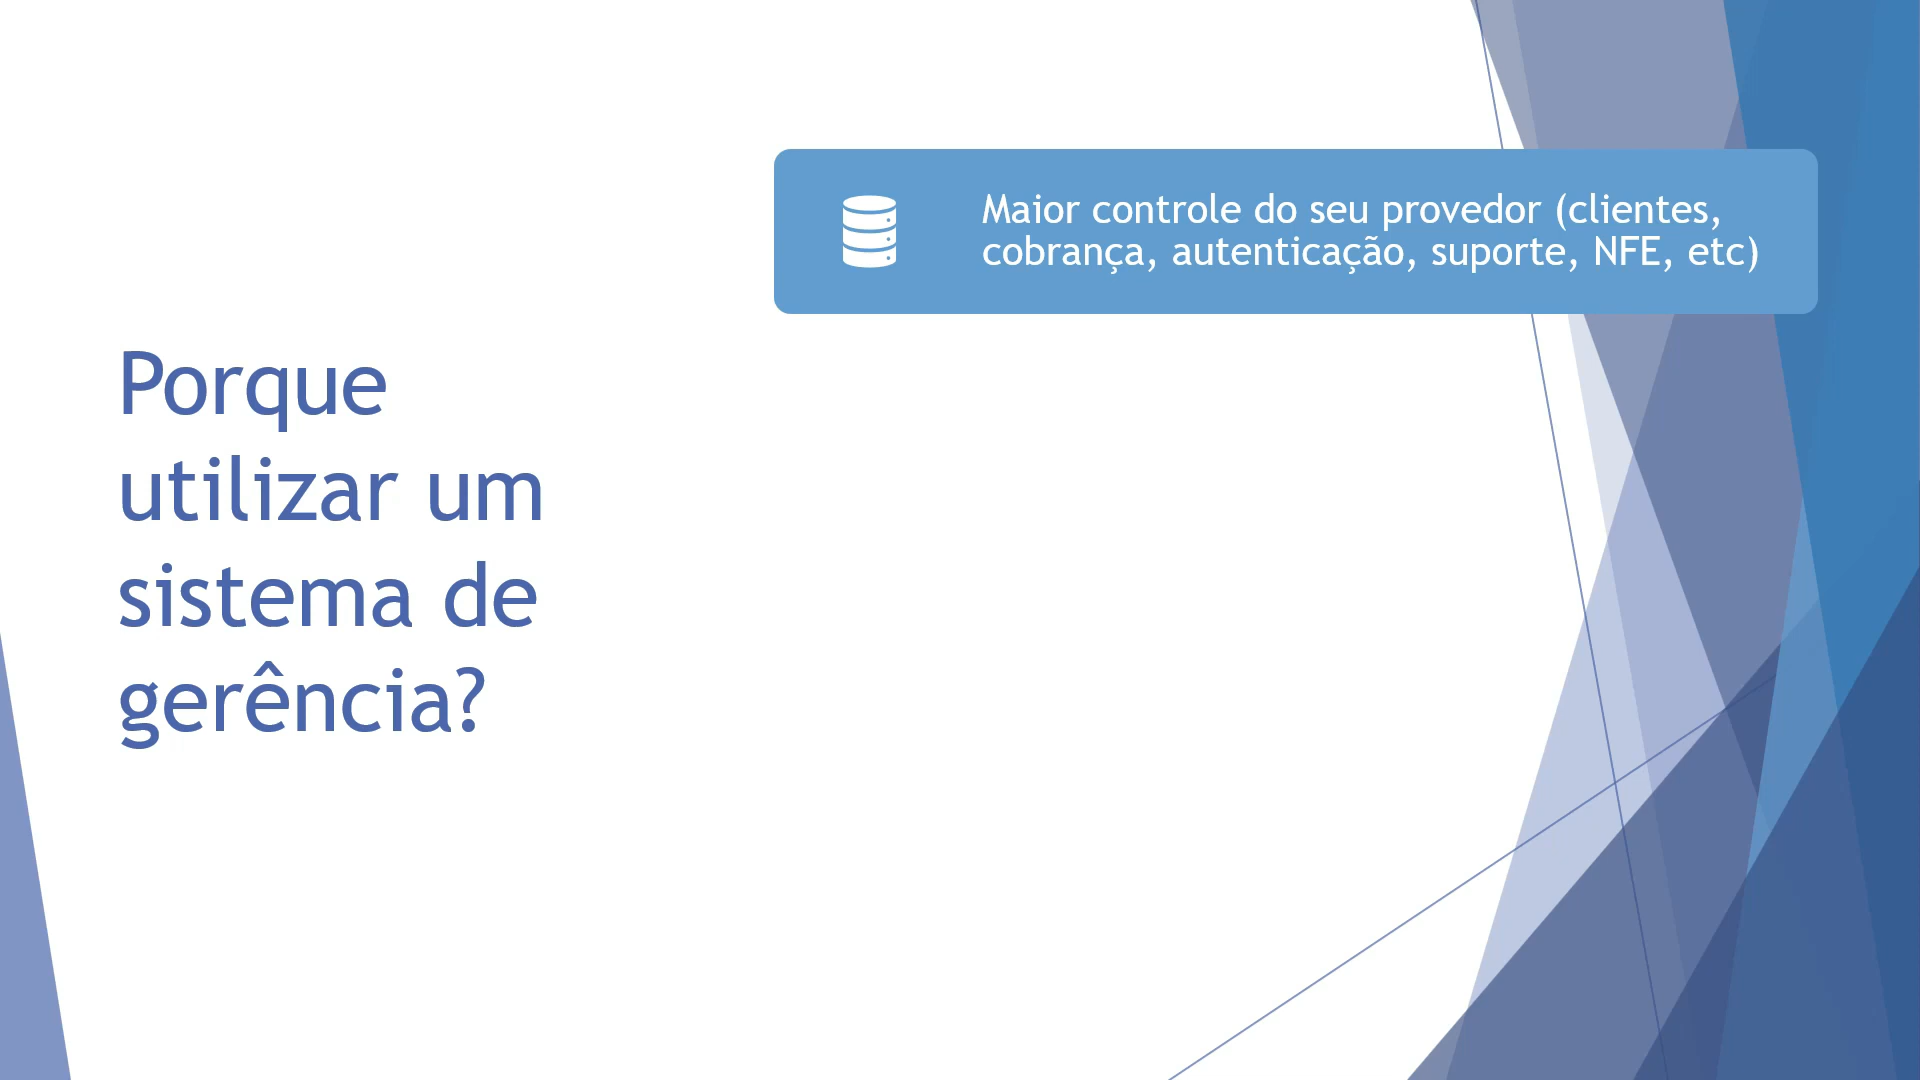 Porque
utilizar um
sistema de
gerência?
Maior controle do seu provedor (clientes,
cobrança, autenticação, suporte, NFE, etc)